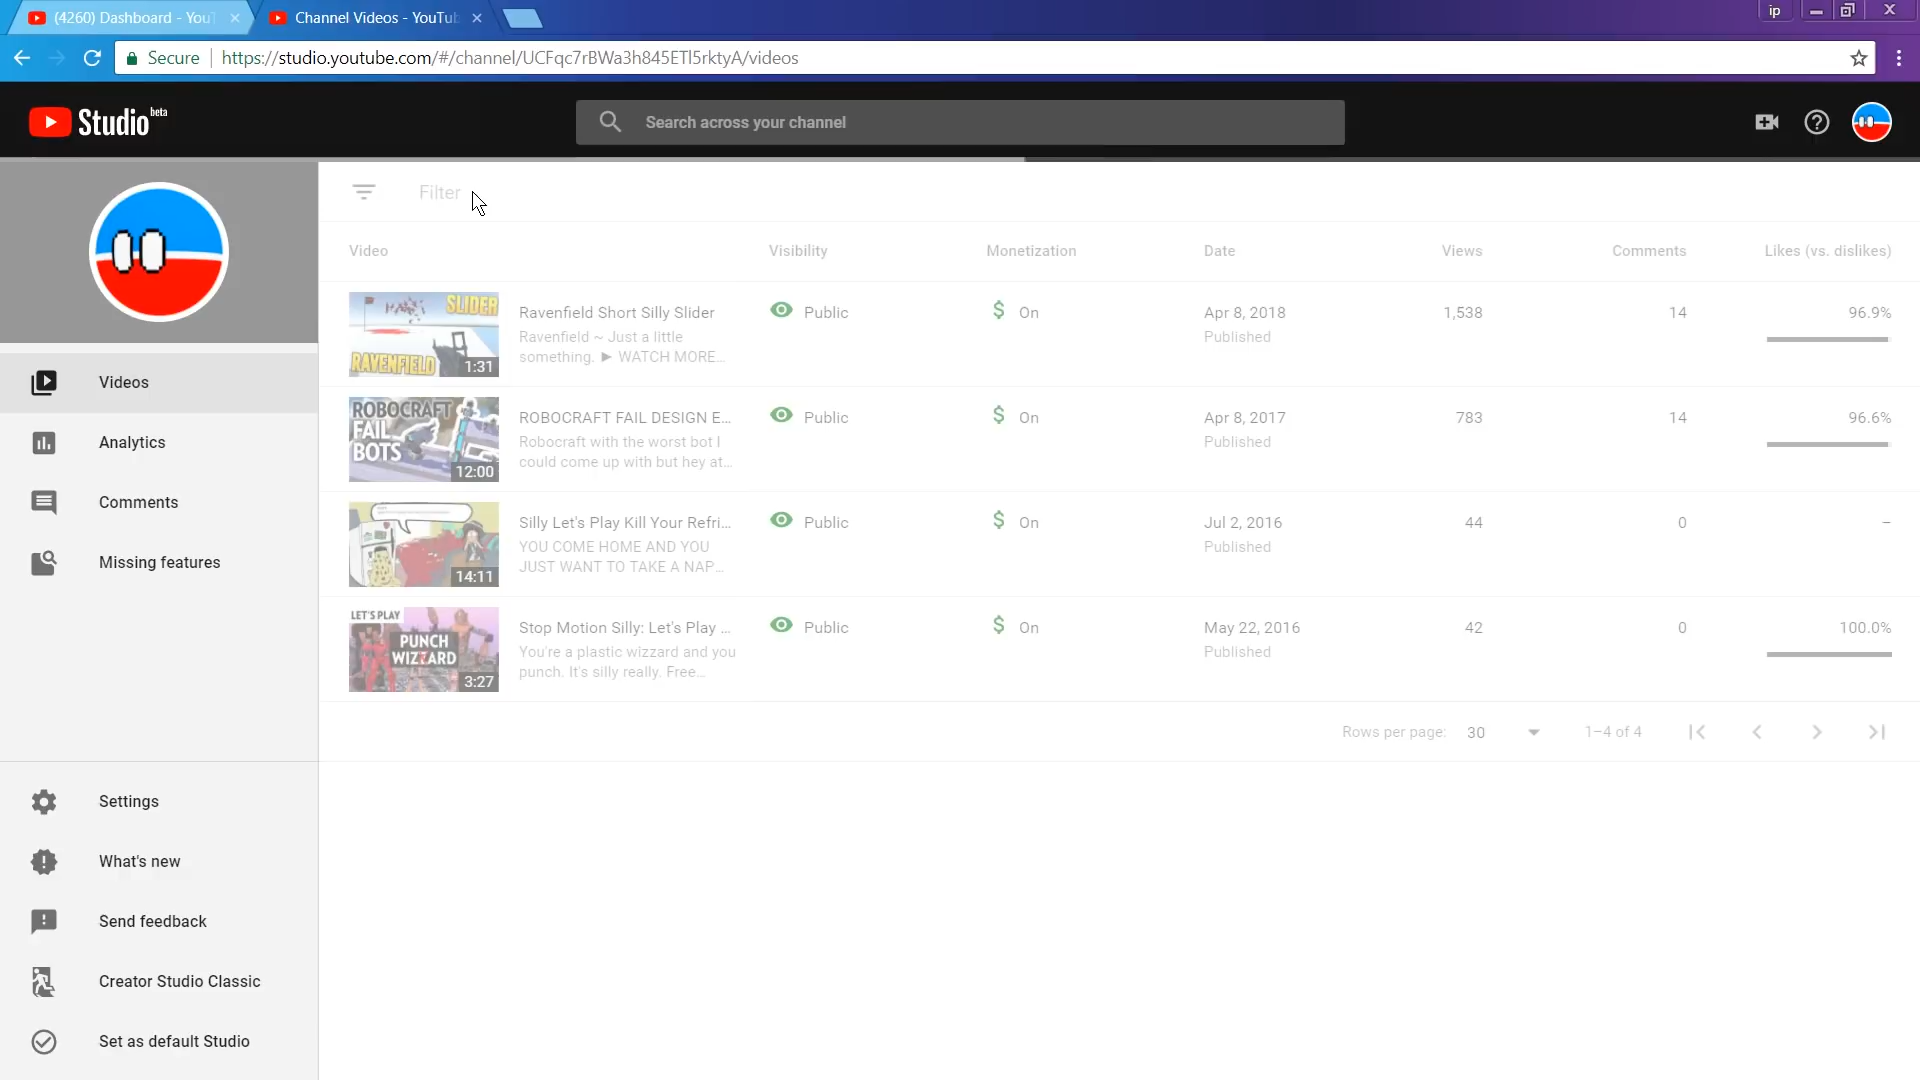 (4260) Dashboard - You
Channel Videos - YouTub
ip
Secure
https://studio.youtube.com/#/channel/UCFqc7rBWa3h845ETl5rktyA/videos
Studio beta
Search across your channel
Filter
Video Visibility Monetization Date Views Comments Likes (vs. dislikes)
SLIDER
RAVENFIELD
1:31
Ravenfield Short Silly Slider
Ravenfield ~ Just a little
something. ► WATCH MORE...
Public
$ On
Apr 8, 2018
Published
1,538
14
96.9%
ROBOCRAFT
FAIL
BOTS
12:00
ROBOCRAFT FAIL DESIGN E...
Robocraft with the worst bot I
could come up with but hey at...
Public
$ On
Apr 8, 2017
Published
783
14
96.6%
14:11
Silly Let's Play Kill Your Refri...
YOU COME HOME AND YOU
JUST WANT TO TAKE A NAP...
Public
$ On
Jul 2, 2016
Published
44
0
–
LET'S PLAY
PUNCH
WIZZARD
3:27
Stop Motion Silly: Let's Play ...
You're a plastic wizzard and you
punch. It's silly really. Free...
Public
$ On
May 22, 2016
Published
42
0
100.0%
Rows per page: 30 1–4 of 4
Videos
Analytics
Comments
Missing features
Settings
What's new
Send feedback
Creator Studio Classic
Set as default Studio